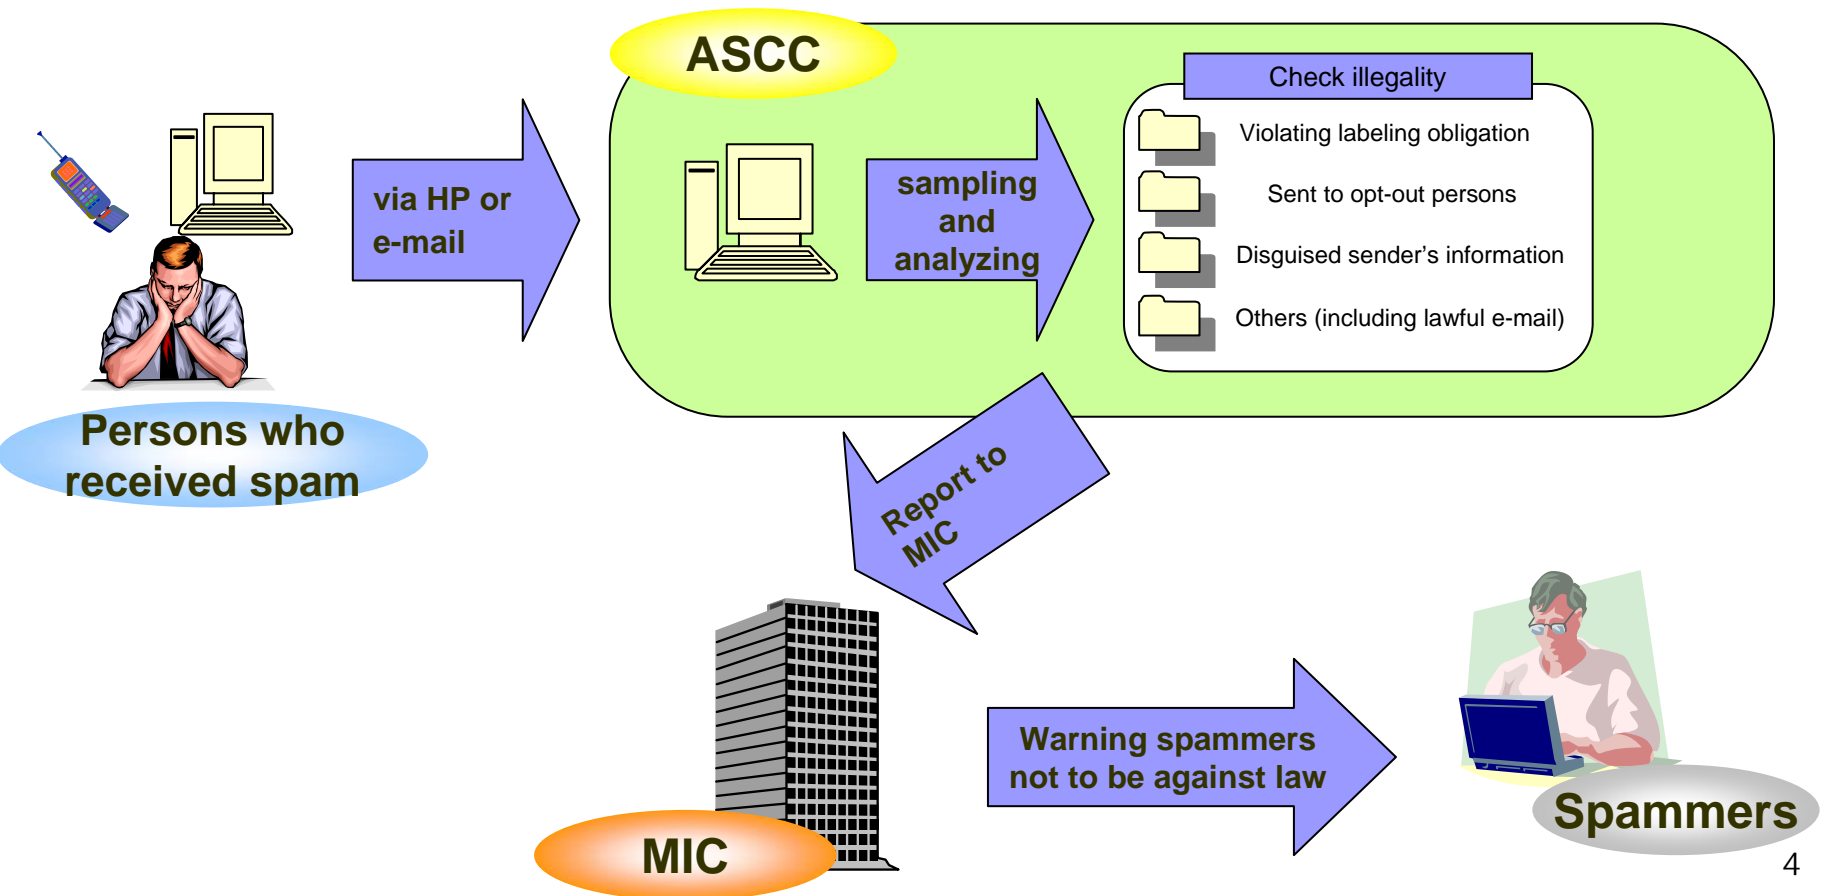 ASCC
Check illegality
Violating labeling obligation
Sent to opt-out persons
Disguised sender's information
Others (including lawful e-mail)
via HP or
e-mail
sampling
and
analyzing
Persons who
received spam
Report to
MIC
MIC
Warning spammers
not to be against law
Spammers
4